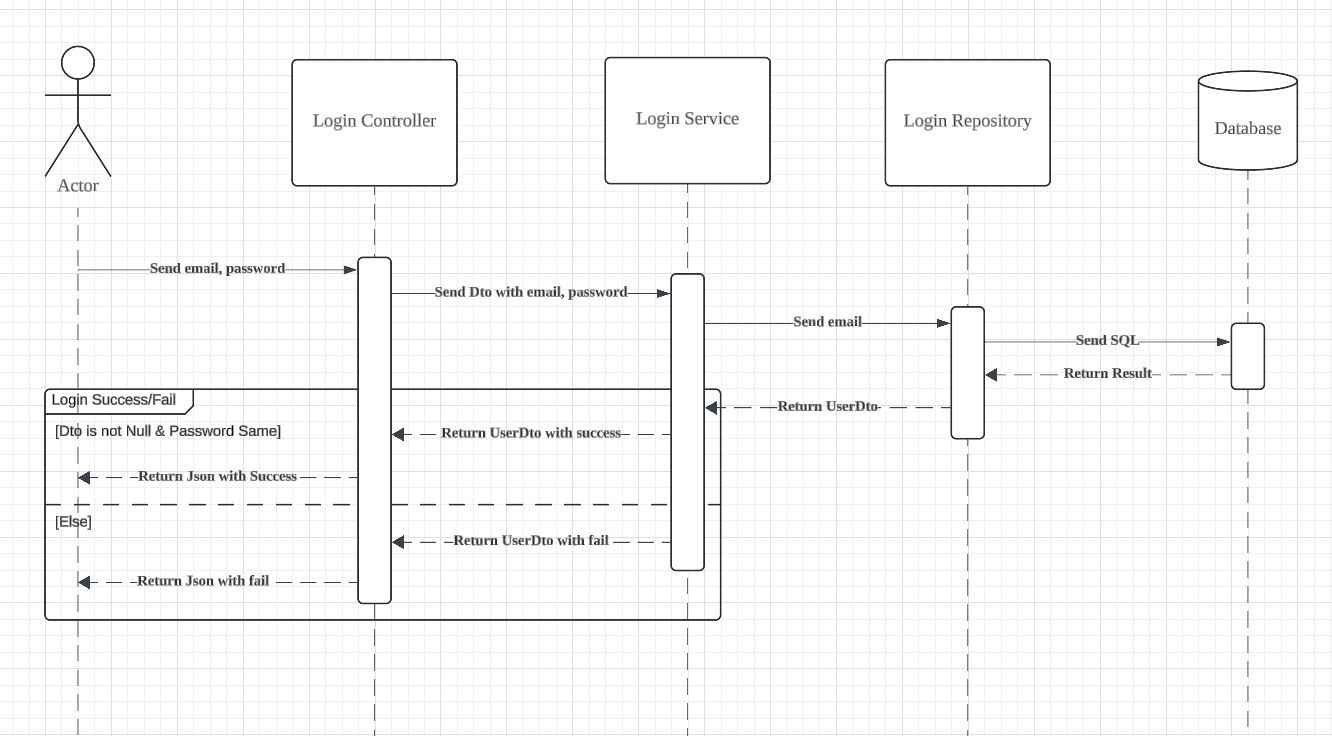 Actor
Login Controller
Login Service
Login Repository
Database
Send email, password
Send Dto with email, password
Send email
Send SQL
Return Result
Login Success/Fail
Return UserDto
[Dto is not Null & Password Same]
Return UserDto with success
Return Json with Success
[Else]
Return UserDto with fail
Return Json with fail